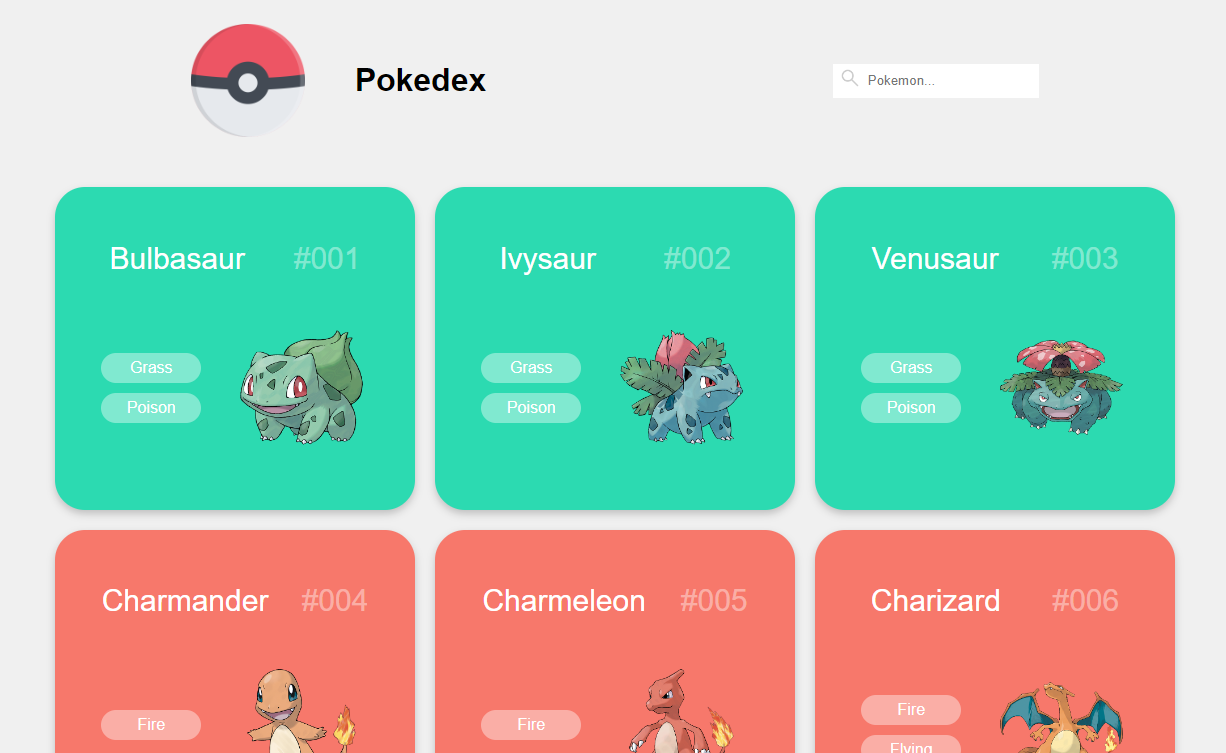 Pokedex
Pokemon...
Bulbasaur #001
Grass
Poison
Ivysaur #002
Grass
Poison
Venusaur #003
Grass
Poison
Charmander #004
Fire
Charmeleon #005
Fire
Charizard #006
Fire
Flying